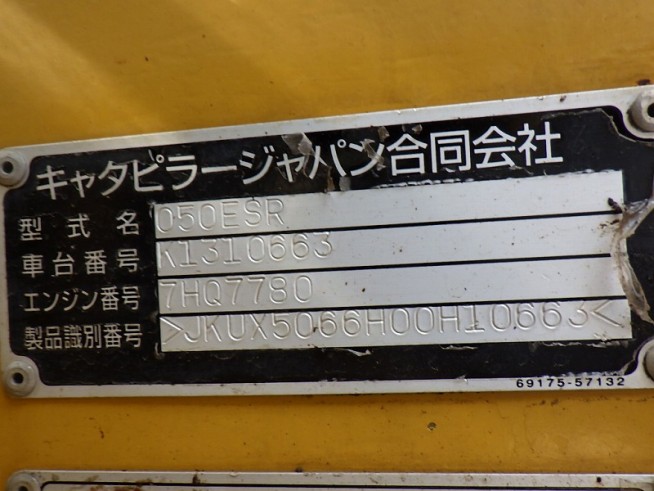 キャタピラージャパン合同会社
型式名 050ESR
車台番号 K1310663
エンジン番号 7HQ7780
製品識別番号 >JKUX5066H00H10663<
69175-57132